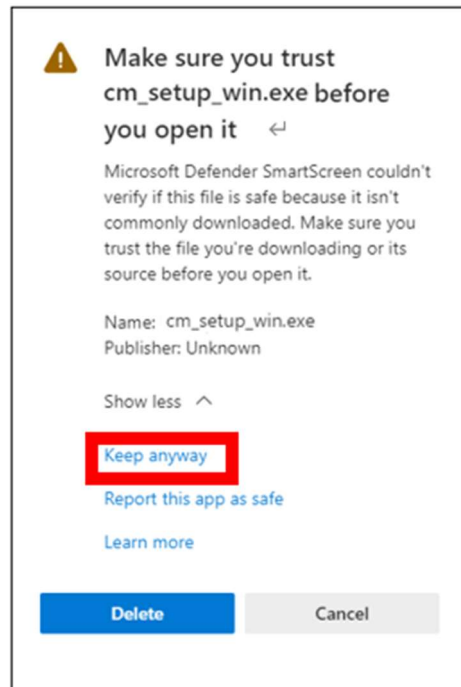 Make sure you trust
cm_setup_win.exe before
you open it ↵
Microsoft Defender SmartScreen couldn't
verify if this file is safe because it isn't
commonly downloaded. Make sure you
trust the file you're downloading or its
source before you open it.
Name: cm_setup_win.exe
Publisher: Unknown
Show less
Keep anyway
Report this app as safe
Learn more
Delete Cancel